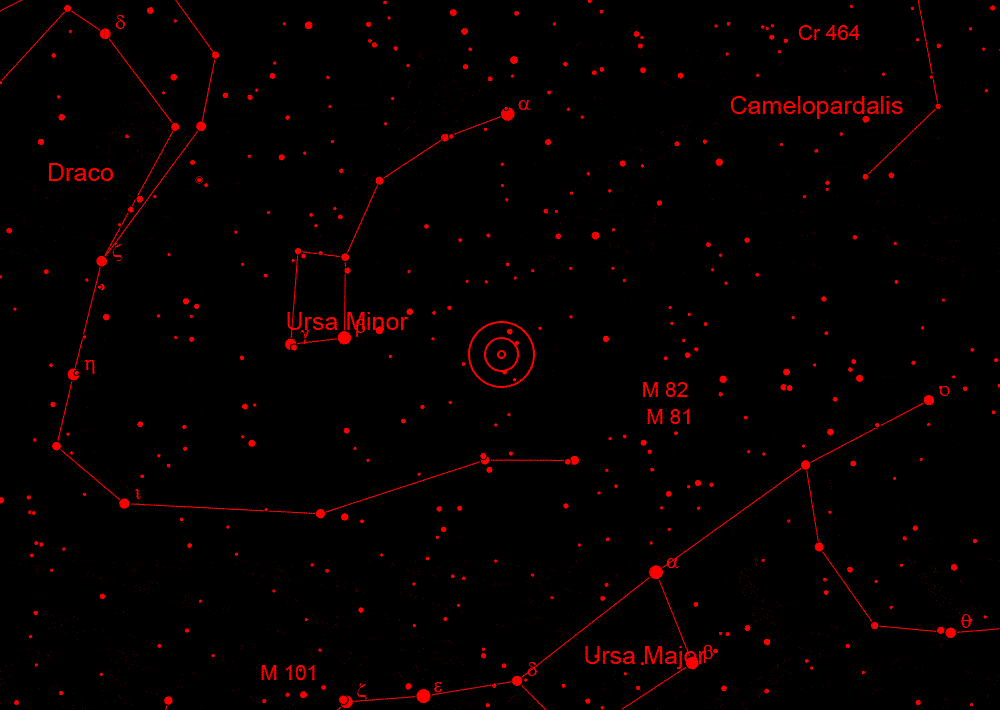 δ
Cr 464
α
Camelopardalis
Draco
ζ
Ursa Minor
β
γ
η
M 82
υ
M 81
ι
α
θ
Ursa Major
β
δ
M 101
ζ
ε